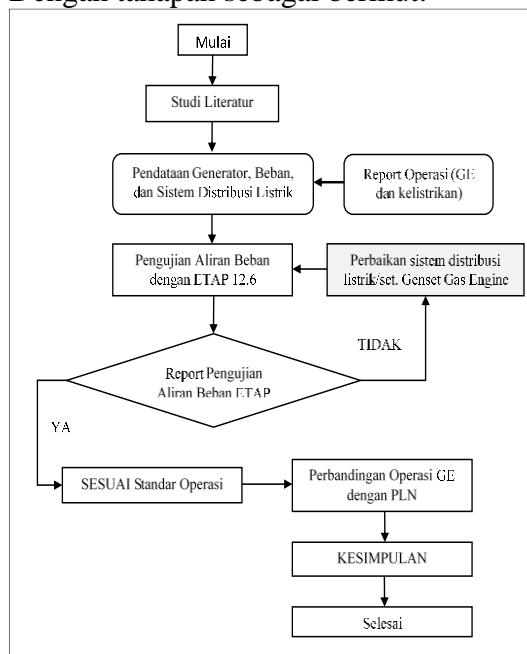 Dengan tahapan sebagai berikut:
Mulai
Studi Literatur
Pendataan Generator, Beban,
dan Sistem Distribusi Listrik
Report Operasi (GE
dan kelistrikan)
Pengujian Aliran Beban
dengan ETAP 12.6
Perbaikan sistem distribusi
listrik/set. Genset Gas Engine
TIDAK
Report Pengujian
Aliran Beban ETAP
YA
SESUAI Standar Operasi
Perbandingan Operasi GE
dengan PLN
KESIMPULAN
Selesai